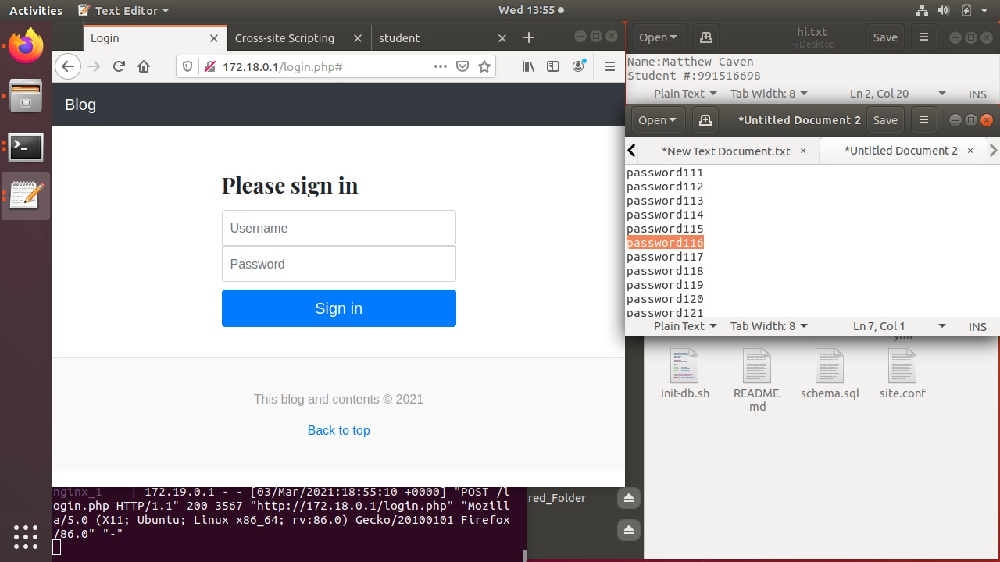 Activities
Text Editor
Wed 13:55
Login
Cross-site Scripting
student
172.18.0.1/login.php#
Blog
Please sign in
Username
Password
Sign in
This blog and contents © 2021
Back to top
nginx_1    | 172.19.0.1 - - [03/Mar/2021:18:55:10 +0000] "POST /l
ogin.php HTTP/1.1" 200 3567 "http://172.18.0.1/login.php" "Mozill
a/5.0 (X11; Ubuntu; Linux x86_64; rv:86.0) Gecko/20100101 Firefox
/86.0" "-"
Open
hi.txt
~/Desktop
Save
Name:Matthew Caven
Student #:991516698
Plain Text
Tab Width: 8
Ln 2, Col 20
INS
Open
*Untitled Document 2
Save
*New Text Document.txt
*Untitled Document 2
password111
password112
password113
password114
password115
password116
password117
password118
password119
password120
password121
Plain Text
Tab Width: 8
Ln 7, Col 1
INS
init-db.sh
README.
md
schema.sql
site.conf
ared_Folder